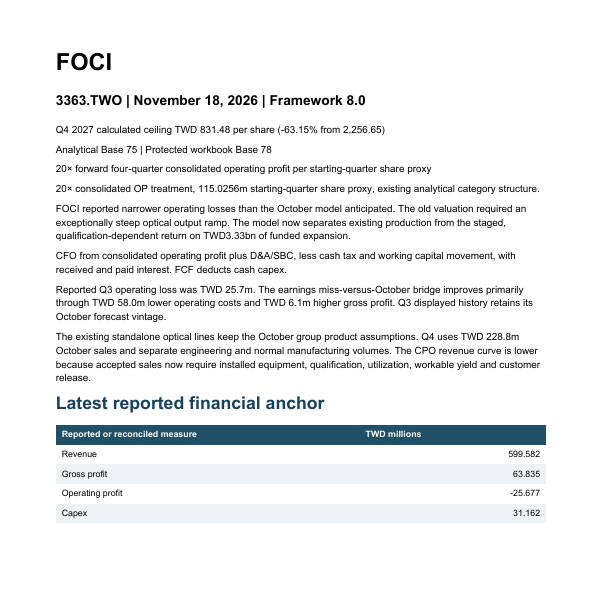 FOCI
3363.TWO | November 18, 2026 | Framework 8.0
Q4 2027 calculated ceiling TWD 831.48 per share (-63.15% from 2,256.65)
Analytical Base 75 | Protected workbook Base 78
20× forward four-quarter consolidated operating profit per starting-quarter share proxy
20× consolidated OP treatment, 115.0256m starting-quarter share proxy, existing analytical category structure.
FOCI reported narrower operating losses than the October model anticipated. The old valuation required an
exceptionally steep optical output ramp. The model now separates existing production from the staged,
qualification-dependent return on TWD3.33bn of funded expansion.
CFO from consolidated operating profit plus D&A/SBC, less cash tax and working capital movement, with
received and paid interest. FCF deducts cash capex.
Reported Q3 operating loss was TWD 25.7m. The earnings miss-versus-October bridge improves primarily
through TWD 58.0m lower operating costs and TWD 6.1m higher gross profit. Q3 displayed history retains its
October forecast vintage.
The existing standalone optical lines keep the October group product assumptions. Q4 uses TWD 228.8m
October sales and separate engineering and normal manufacturing volumes. The CPO revenue curve is lower
because accepted sales now require installed equipment, qualification, utilization, workable yield and customer
release.
Latest reported financial anchor
Reported or reconciled measure TWD millions
Revenue 599.582
Gross profit 63.835
Operating profit -25.677
Capex 31.162